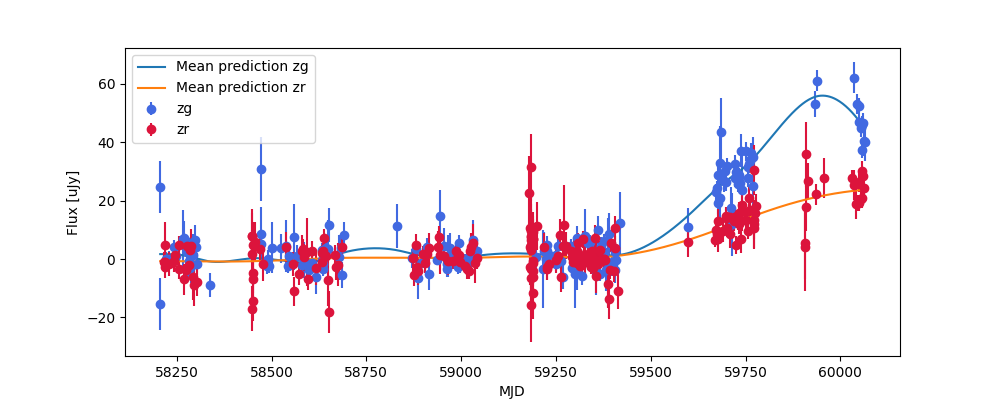 Mean prediction zg
Mean prediction zr
zg
zr
Flux [uJy]
60
40
20
0
−20
58250 58500 58750 59000 59250 59500 59750 60000
MJD